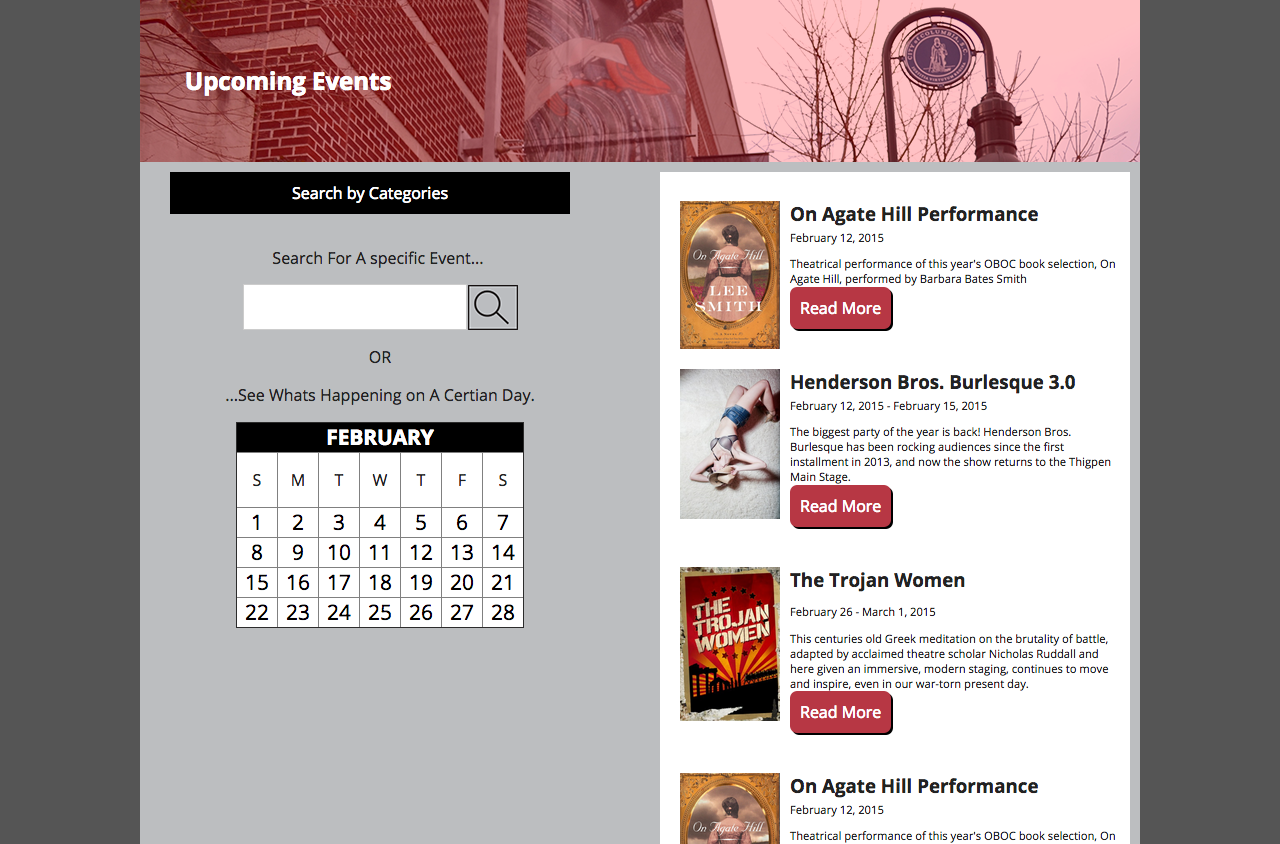 Upcoming Events
Search by Categories
Search For A specific Event...
OR
...See Whats Happening on A Certian Day.
FEBRUARY
S M T W T F S
1 2 3 4 5 6 7
8 9 10 11 12 13 14
15 16 17 18 19 20 21
22 23 24 25 26 27 28
On Agate Hill
LEE
SMITH
On Agate Hill Performance
February 12, 2015
Theatrical performance of this year's OBOC book selection, On
Agate Hill, performed by Barbara Bates Smith
Read More
Henderson Bros. Burlesque 3.0
February 12, 2015 - February 15, 2015
The biggest party of the year is back! Henderson Bros.
Burlesque has been rocking audiences since the first
installment in 2013, and now the show returns to the Thigpen
Main Stage.
Read More
THE
TROJAN
WOMEN
The Trojan Women
February 26 - March 1, 2015
This centuries old Greek meditation on the brutality of battle,
adapted by acclaimed theatre scholar Nicholas Ruddall and
here given an immersive, modern staging, continues to move
and inspire, even in our war-torn present day.
Read More
On Agate Hill
On Agate Hill Performance
February 12, 2015
Theatrical performance of this year's OBOC book selection, On